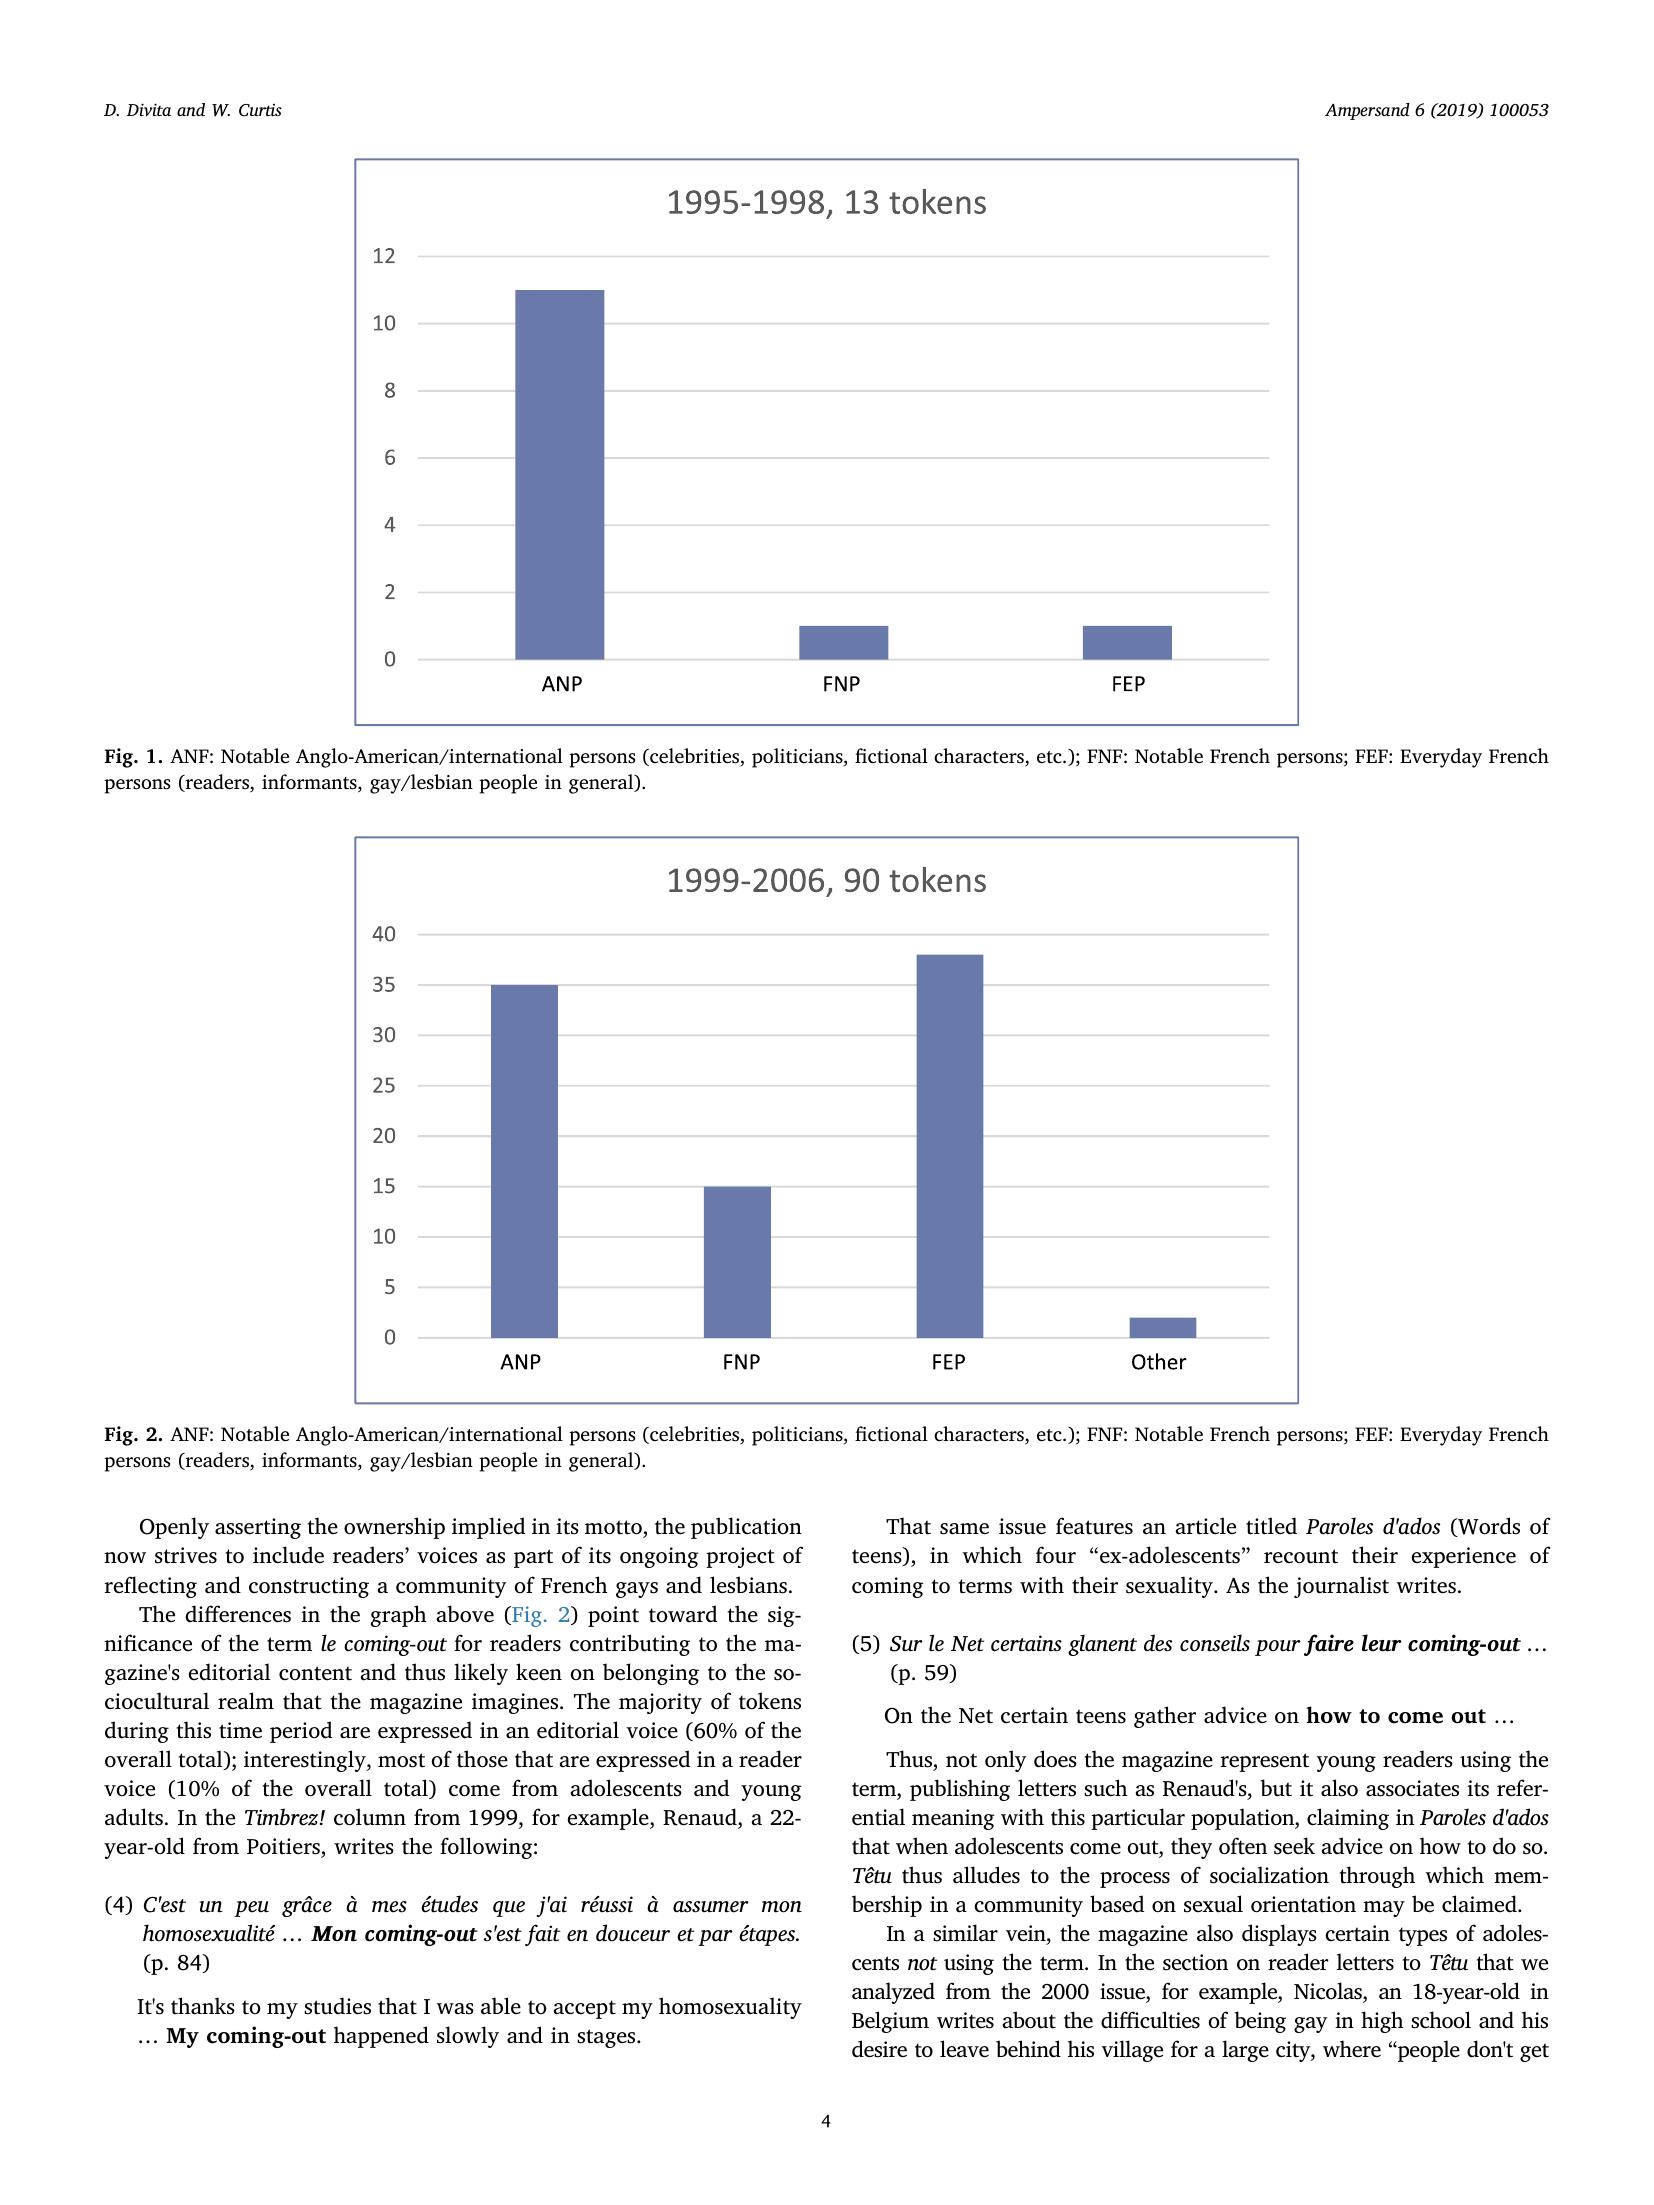 D. Divita and W. Curtis
Ampersand 6 (2019) 100053
1995-1998, 13 tokens
12
10
8
6
4
2
0
ANP
FNP
FEP
Fig. 1. ANF: Notable Anglo-American/international persons (celebrities, politicians, fictional characters, etc.); FNF: Notable French persons; FEF: Everyday French
persons (readers, informants, gay/lesbian people in general).
1999-2006, 90 tokens
40
35
30
25
20
15
10
5
0
ANP
FNP
FEP
Other
Fig. 2. ANF: Notable Anglo-American/international persons (celebrities, politicians, fictional characters, etc.); FNF: Notable French persons; FEF: Everyday French
persons (readers, informants, gay/lesbian people in general).
Openly asserting the ownership implied in its motto, the publication
now strives to include readers’ voices as part of its ongoing project of
reflecting and constructing a community of French gays and lesbians.
The differences in the graph above (Fig. 2) point toward the sig-
nificance of the term le coming-out for readers contributing to the ma-
gazine's editorial content and thus likely keen on belonging to the so-
ciocultural realm that the magazine imagines. The majority of tokens
during this time period are expressed in an editorial voice (60% of the
overall total); interestingly, most of those that are expressed in a reader
voice (10% of the overall total) come from adolescents and young
adults. In the Timbrez! column from 1999, for example, Renaud, a 22-
year-old from Poitiers, writes the following:
(4) C'est un peu grâce à mes études que j'ai réussi à assumer mon
homosexualité … Mon coming-out s'est fait en douceur et par étapes.
(p. 84)
It's thanks to my studies that I was able to accept my homosexuality
… My coming-out happened slowly and in stages.
That same issue features an article titled Paroles d'ados (Words of
teens), in which four “ex-adolescents” recount their experience of
coming to terms with their sexuality. As the journalist writes.
(5) Sur le Net certains glanent des conseils pour faire leur coming-out …
(p. 59)
On the Net certain teens gather advice on how to come out …
Thus, not only does the magazine represent young readers using the
term, publishing letters such as Renaud's, but it also associates its refer-
ential meaning with this particular population, claiming in Paroles d'ados
that when adolescents come out, they often seek advice on how to do so.
Têtu thus alludes to the process of socialization through which mem-
bership in a community based on sexual orientation may be claimed.
In a similar vein, the magazine also displays certain types of adoles-
cents not using the term. In the section on reader letters to Têtu that we
analyzed from the 2000 issue, for example, Nicolas, an 18-year-old in
Belgium writes about the difficulties of being gay in high school and his
desire to leave behind his village for a large city, where “people don't get
4